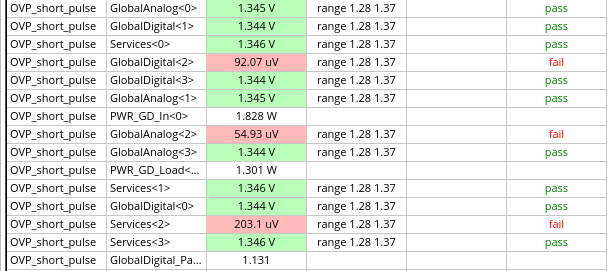 OVP_short_pulse GlobalAnalog<0> 1.345 V range 1.28 1.37 pass
OVP_short_pulse GlobalDigital<1> 1.344 V range 1.28 1.37 pass
OVP_short_pulse Services<0> 1.346 V range 1.28 1.37 pass
OVP_short_pulse GlobalDigital<2> 92.07 uV range 1.28 1.37 fail
OVP_short_pulse GlobalDigital<3> 1.344 V range 1.28 1.37 pass
OVP_short_pulse GlobalAnalog<1> 1.345 V range 1.28 1.37 pass
OVP_short_pulse PWR_GD_In<0> 1.828 W
OVP_short_pulse GlobalAnalog<2> 54.93 uV range 1.28 1.37 fail
OVP_short_pulse GlobalAnalog<3> 1.344 V range 1.28 1.37 pass
OVP_short_pulse PWR_GD_Load<... 1.301 W
OVP_short_pulse Services<1> 1.346 V range 1.28 1.37 pass
OVP_short_pulse GlobalDigital<0> 1.344 V range 1.28 1.37 pass
OVP_short_pulse Services<2> 203.1 uV range 1.28 1.37 fail
OVP_short_pulse Services<3> 1.346 V range 1.28 1.37 pass
OVP_short_pulse GlobalDigital_Pa... 1.131